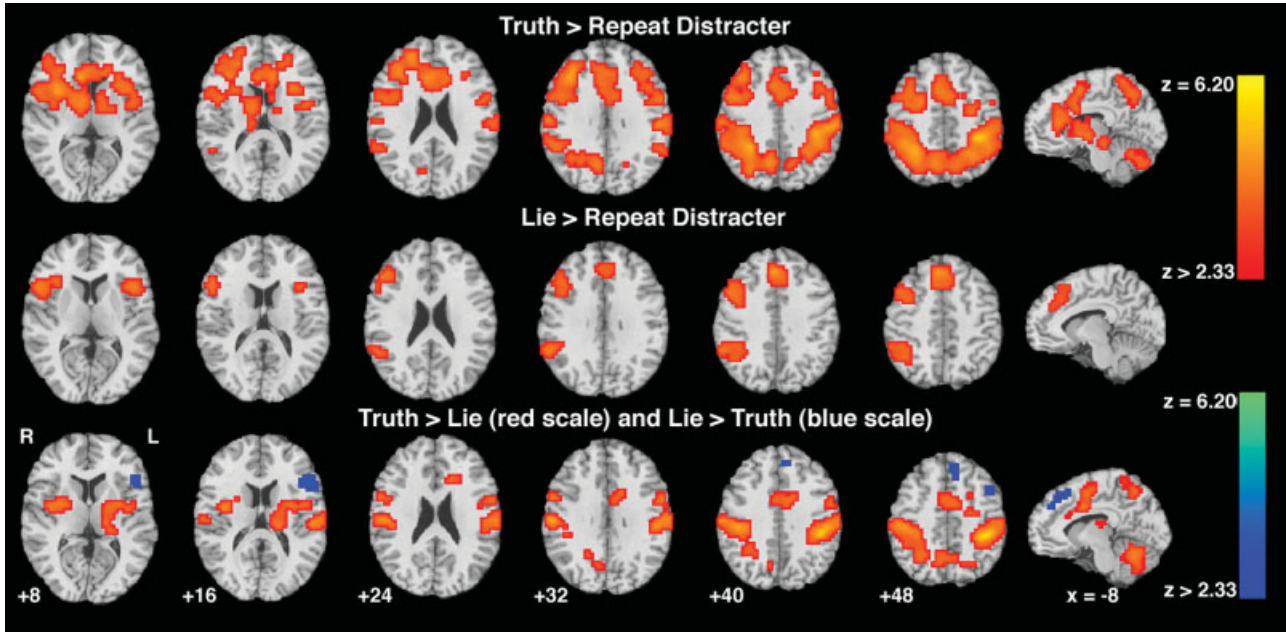 Truth > Repeat Distracter
z = 6.20
Lie > Repeat Distracter
z > 2.33
Truth > Lie (red scale) and Lie > Truth (blue scale)
z = 6.20
R L
+8 +16 +24 +32 +40 +48 x = -8 z > 2.33